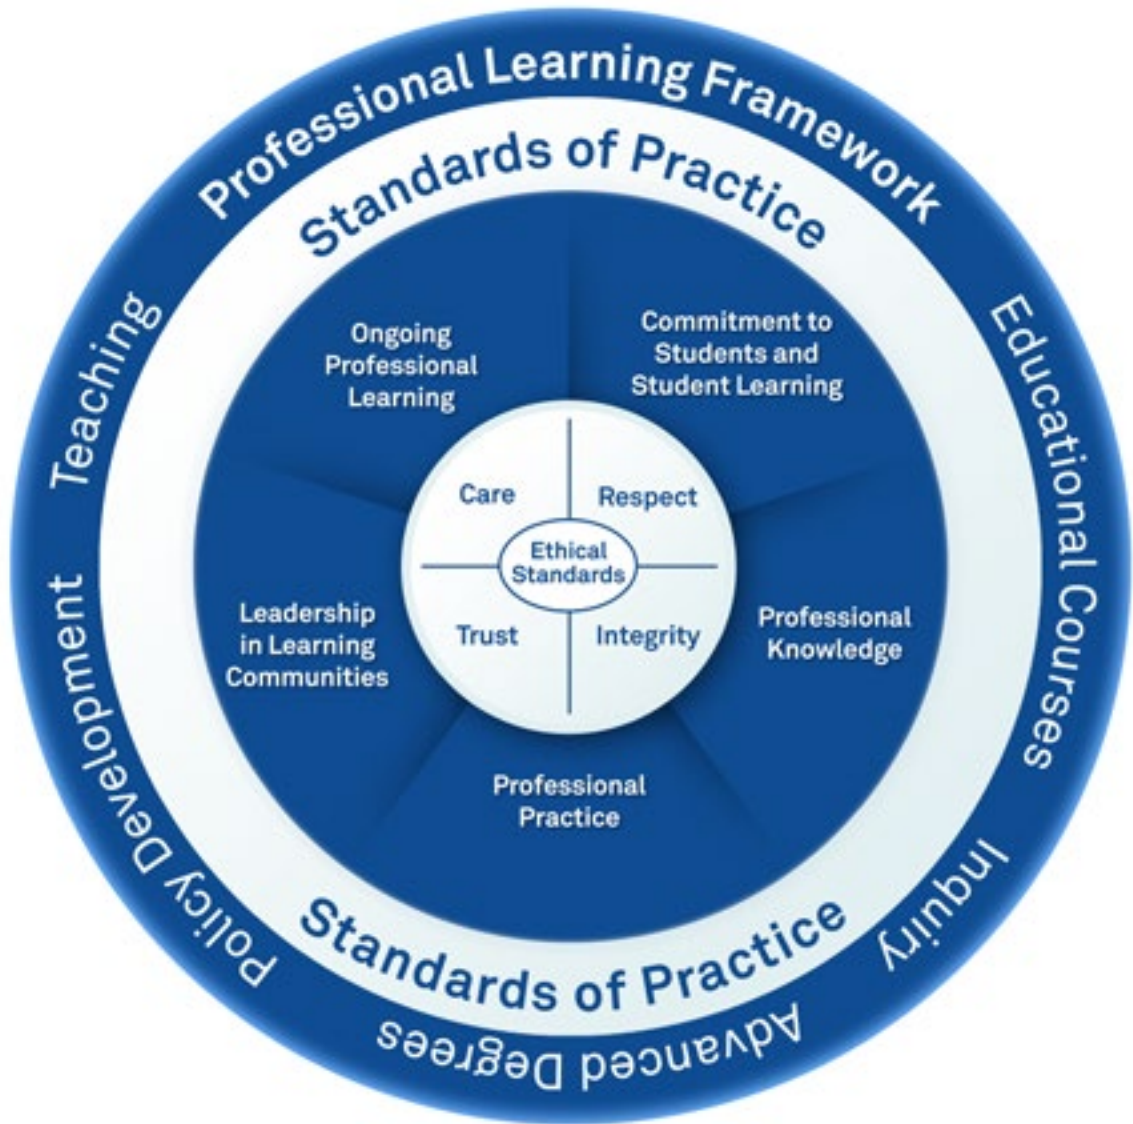 Professional Learning Framework
Educational Courses
Inquiry
Advanced Degrees
Policy Development
Teaching
Standards of Practice
Ongoing
Professional
Learning
Commitment to
Students and
Student Learning
Care
Respect
Ethical
Standards
Trust
Integrity
Leadership
in Learning
Communities
Professional
Knowledge
Professional
Practice
Standards of Practice